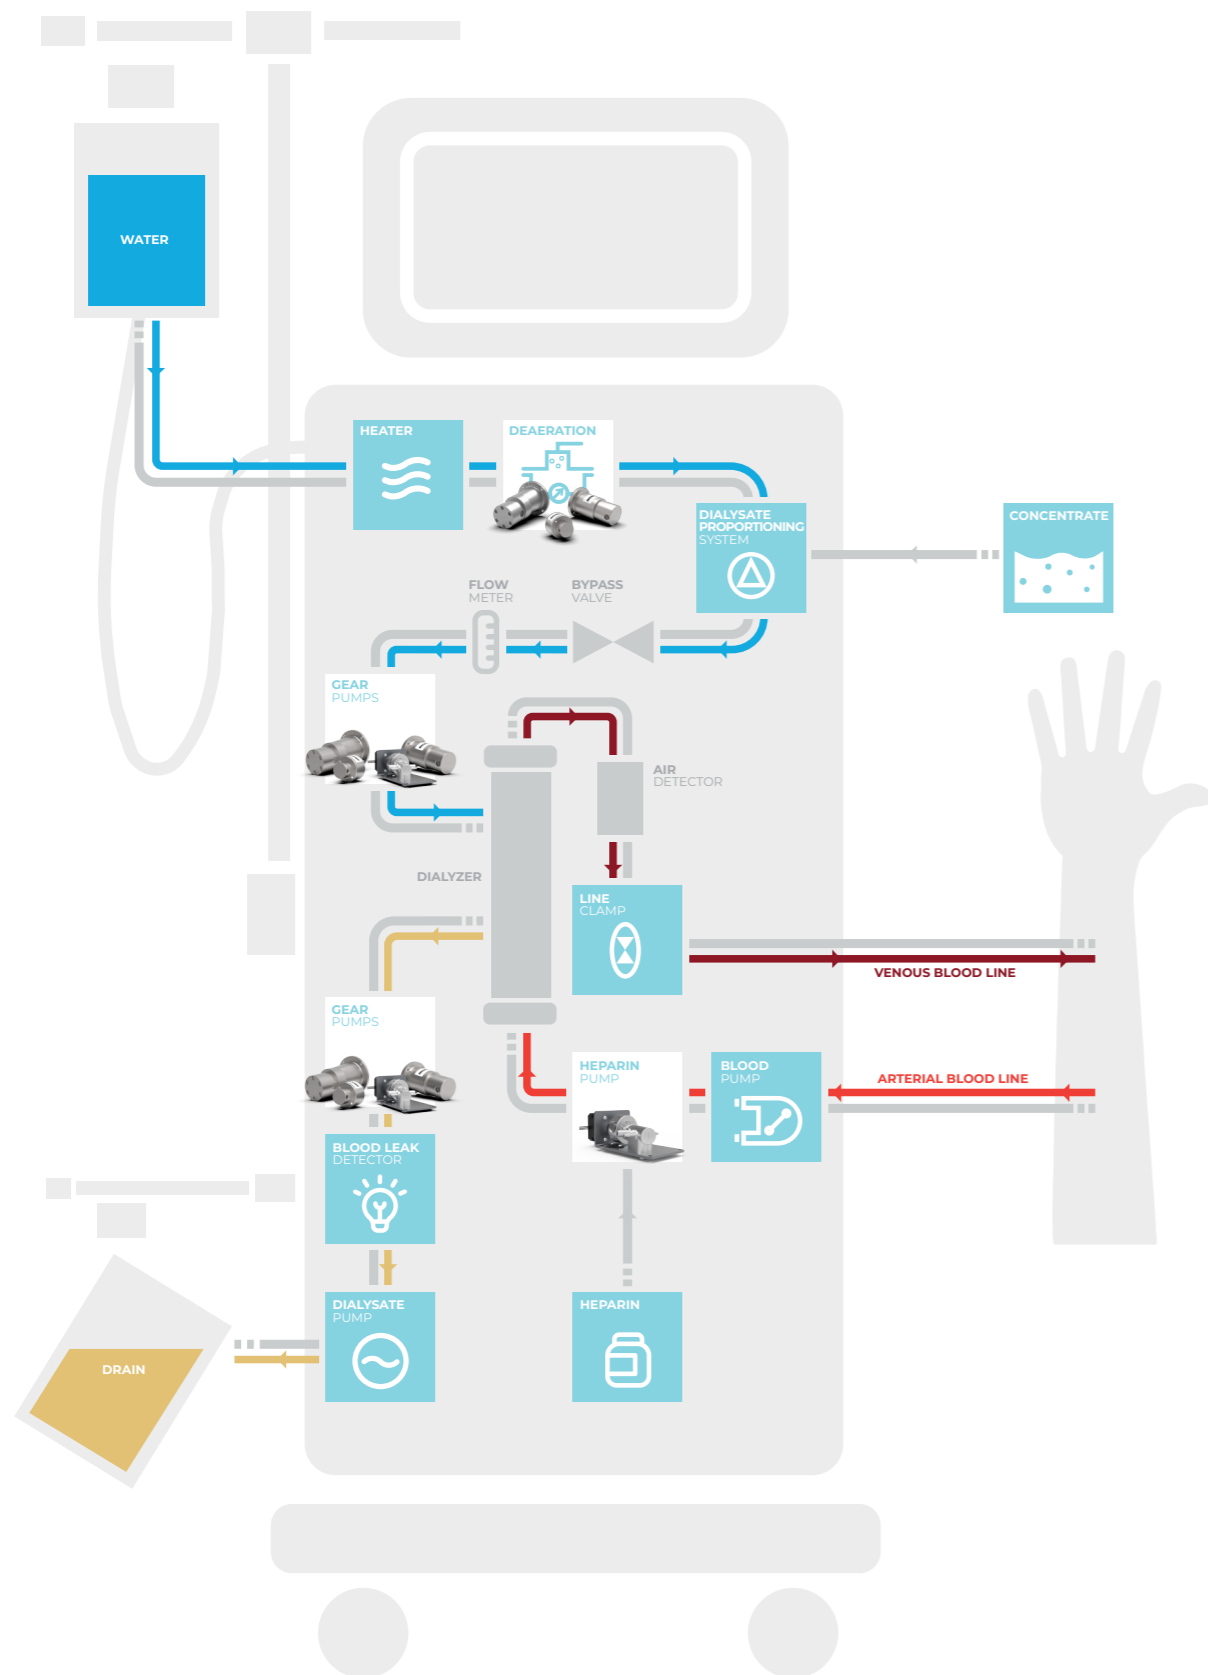 WATER
HEATER
DEAERATION
DIALYSATE
PROPORTIONING
SYSTEM
CONCENTRATE
FLOW
METER
BYPASS
VALVE
GEAR
PUMPS
AIR
DETECTOR
DIALYZER
LINE
CLAMP
VENOUS BLOOD LINE
GEAR
PUMPS
HEPARIN
PUMP
BLOOD
PUMP
ARTERIAL BLOOD LINE
BLOOD LEAK
DETECTOR
DIALYSATE
PUMP
HEPARIN
DRAIN